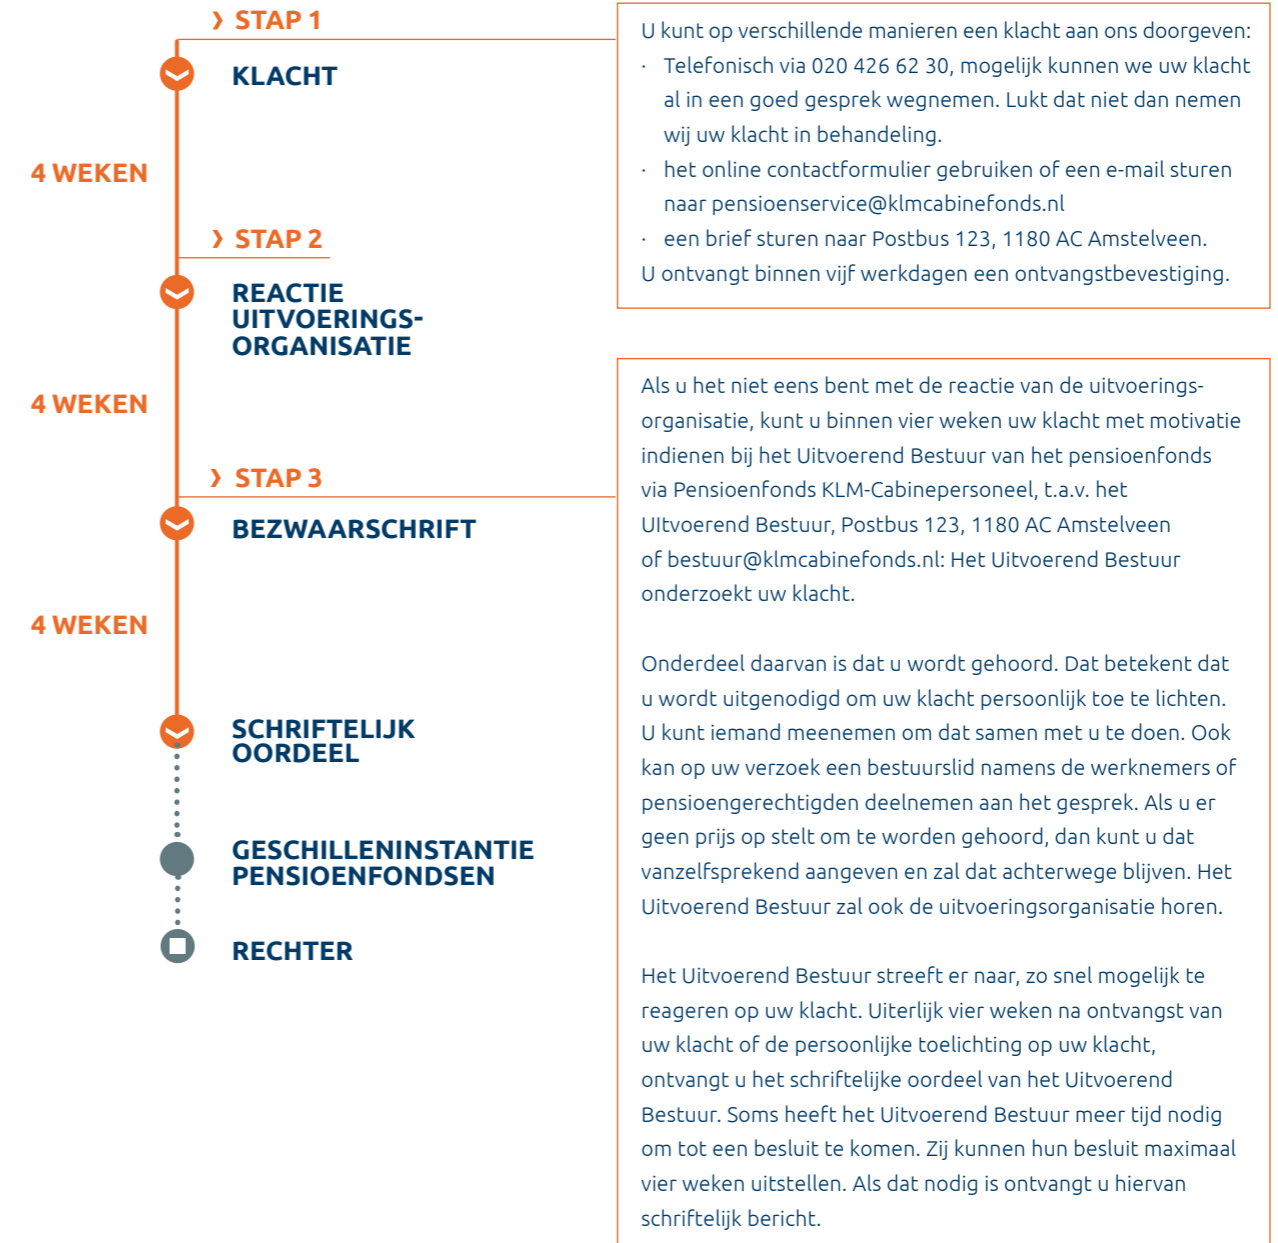 STAP 1
KLACHT
4 WEKEN
STAP 2
REACTIE
UITVOERINGS-
ORGANISATIE
4 WEKEN
STAP 3
BEZWAARSCHRIFT
4 WEKEN
SCHRIFTELIJK
OORDEEL
GESCHILLENINSTANTIE
PENSIOENFONDSEN
RECHTER
U kunt op verschillende manieren een klacht aan ons doorgeven:
· Telefonisch via 020 426 62 30, mogelijk kunnen we uw klacht
al in een goed gesprek wegnemen. Lukt dat niet dan nemen
wij uw klacht in behandeling.
· het online contactformulier gebruiken of een e-mail sturen
naar pensioenservice@klmcabinefonds.nl
· een brief sturen naar Postbus 123, 1180 AC Amstelveen.
U ontvangt binnen vijf werkdagen een ontvangstbevestiging.
Als u het niet eens bent met de reactie van de uitvoerings-
organisatie, kunt u binnen vier weken uw klacht met motivatie
indienen bij het Uitvoerend Bestuur van het pensioenfonds
via Pensioenfonds KLM-Cabinepersoneel, t.a.v. het
UItvoerend Bestuur, Postbus 123, 1180 AC Amstelveen
of bestuur@klmcabinefonds.nl: Het Uitvoerend Bestuur
onderzoekt uw klacht.
Onderdeel daarvan is dat u wordt gehoord. Dat betekent dat
u wordt uitgenodigd om uw klacht persoonlijk toe te lichten.
U kunt iemand meenemen om dat samen met u te doen. Ook
kan op uw verzoek een bestuurslid namens de werknemers of
pensioengerechtigden deelnemen aan het gesprek. Als u er
geen prijs op stelt om te worden gehoord, dan kunt u dat
vanzelfsprekend aangeven en zal dat achterwege blijven. Het
Uitvoerend Bestuur zal ook de uitvoeringsorganisatie horen.
Het Uitvoerend Bestuur streeft er naar, zo snel mogelijk te
reageren op uw klacht. Uiterlijk vier weken na ontvangst van
uw klacht of de persoonlijke toelichting op uw klacht,
ontvangt u het schriftelijke oordeel van het Uitvoerend
Bestuur. Soms heeft het Uitvoerend Bestuur meer tijd nodig
om tot een besluit te komen. Zij kunnen hun besluit maximaal
vier weken uitstellen. Als dat nodig is ontvangt u hiervan
schriftelijk bericht.